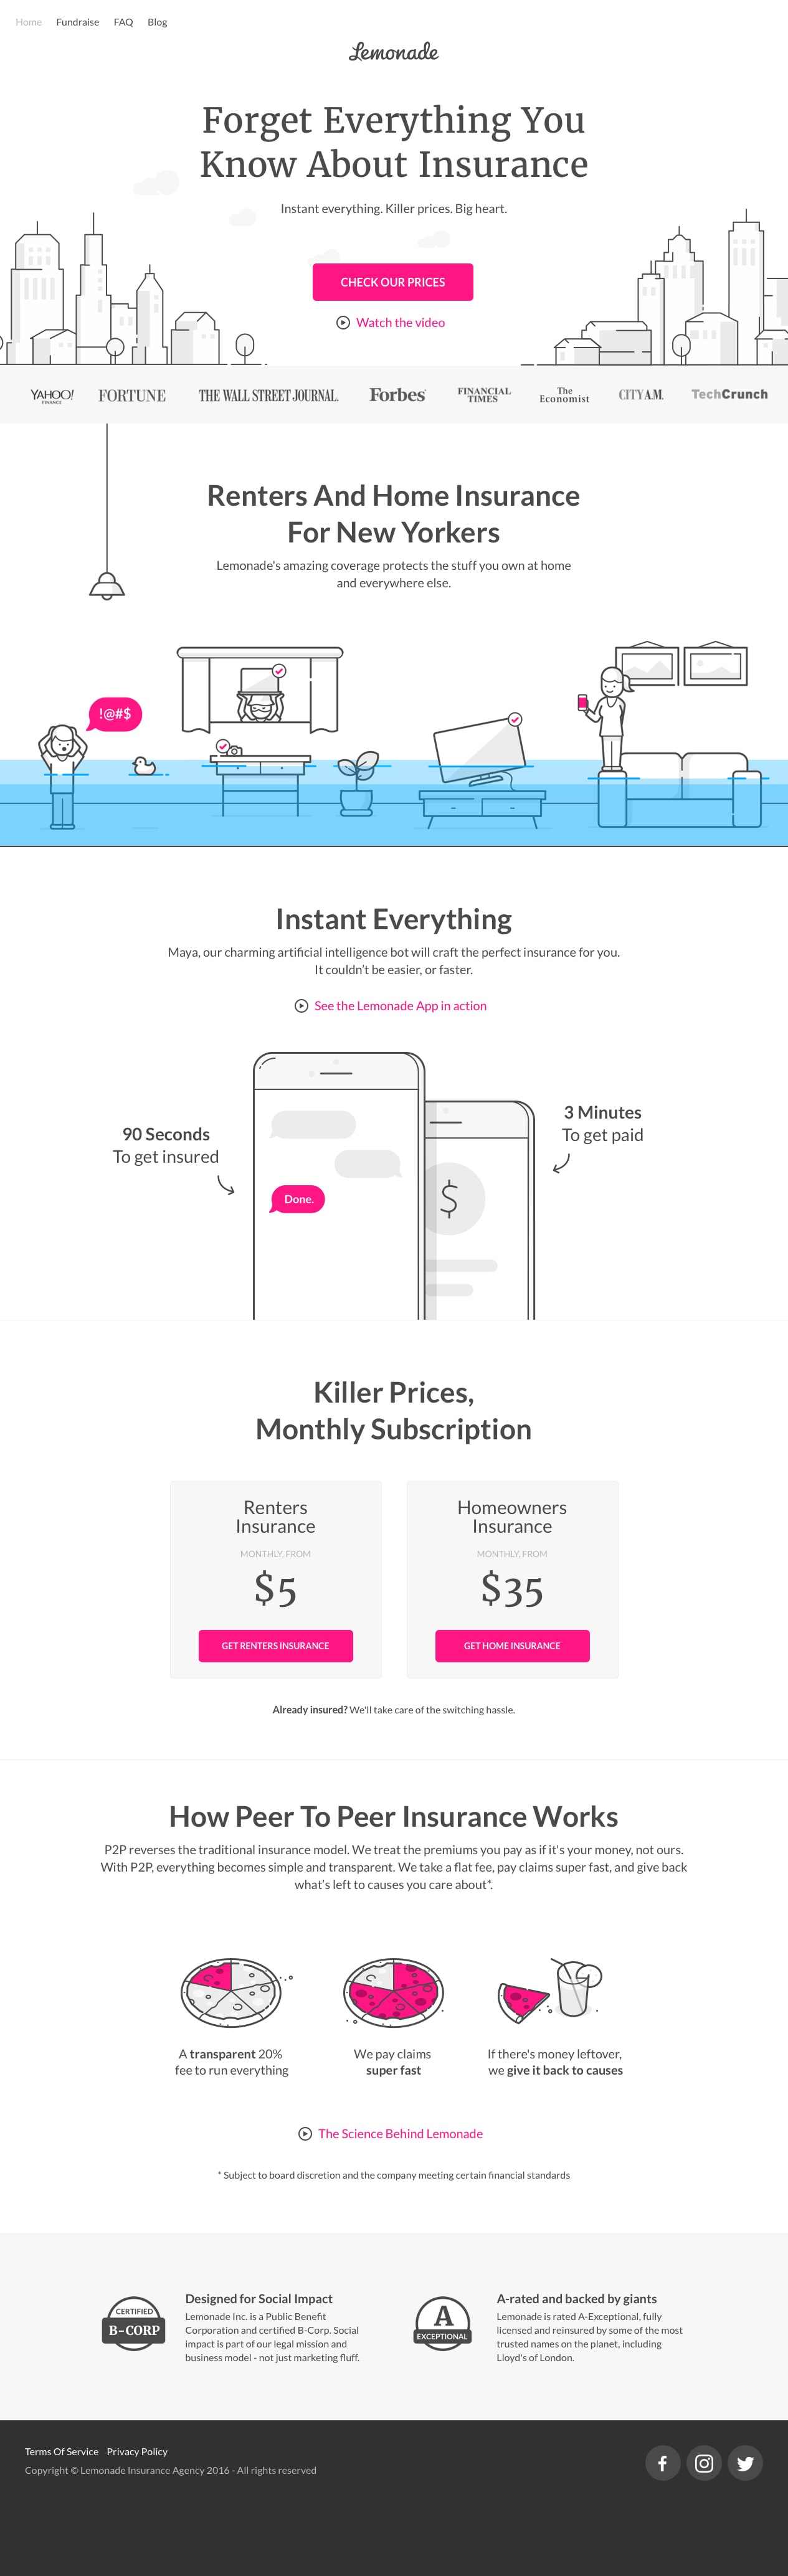 Home Fundraise FAQ Blog
Lemonade
Forget Everything You
Know About Insurance
Instant everything. Killer prices. Big heart.
CHECK OUR PRICES
Watch the video
YAHOO! FINANCE
FORTUNE
THE WALL STREET JOURNAL.
Forbes
FINANCIAL TIMES
The Economist
CITY A.M.
TechCrunch
Renters And Home Insurance
For New Yorkers
Lemonade's amazing coverage protects the stuff you own at home
and everywhere else.
!@#$
Instant Everything
Maya, our charming artificial intelligence bot will craft the perfect insurance for you.
It couldn't be easier, or faster.
See the Lemonade App in action
90 Seconds
To get insured
3 Minutes
To get paid
Done.
$
Killer Prices,
Monthly Subscription
Renters
Insurance
MONTHLY, FROM
$5
GET RENTERS INSURANCE
Homeowners
Insurance
MONTHLY, FROM
$35
GET HOME INSURANCE
Already insured? We'll take care of the switching hassle.
How Peer To Peer Insurance Works
P2P reverses the traditional insurance model. We treat the premiums you pay as if it's your money, not ours.
With P2P, everything becomes simple and transparent. We take a flat fee, pay claims super fast, and give back
what's left to causes you care about*.
A transparent 20%
fee to run everything
We pay claims
super fast
If there's money leftover,
we give it back to causes
The Science Behind Lemonade
* Subject to board discretion and the company meeting certain financial standards
CERTIFIED
B-CORP
Designed for Social Impact
Lemonade Inc. is a Public Benefit
Corporation and certified B-Corp. Social
impact is part of our legal mission and
business model - not just marketing fluff.
A
EXCEPTIONAL
A-rated and backed by giants
Lemonade is rated A-Exceptional, fully
licensed and reinsured by some of the most
trusted names on the planet, including
Lloyd's of London.
Terms Of Service Privacy Policy
Copyright © Lemonade Insurance Agency 2016 - All rights reserved